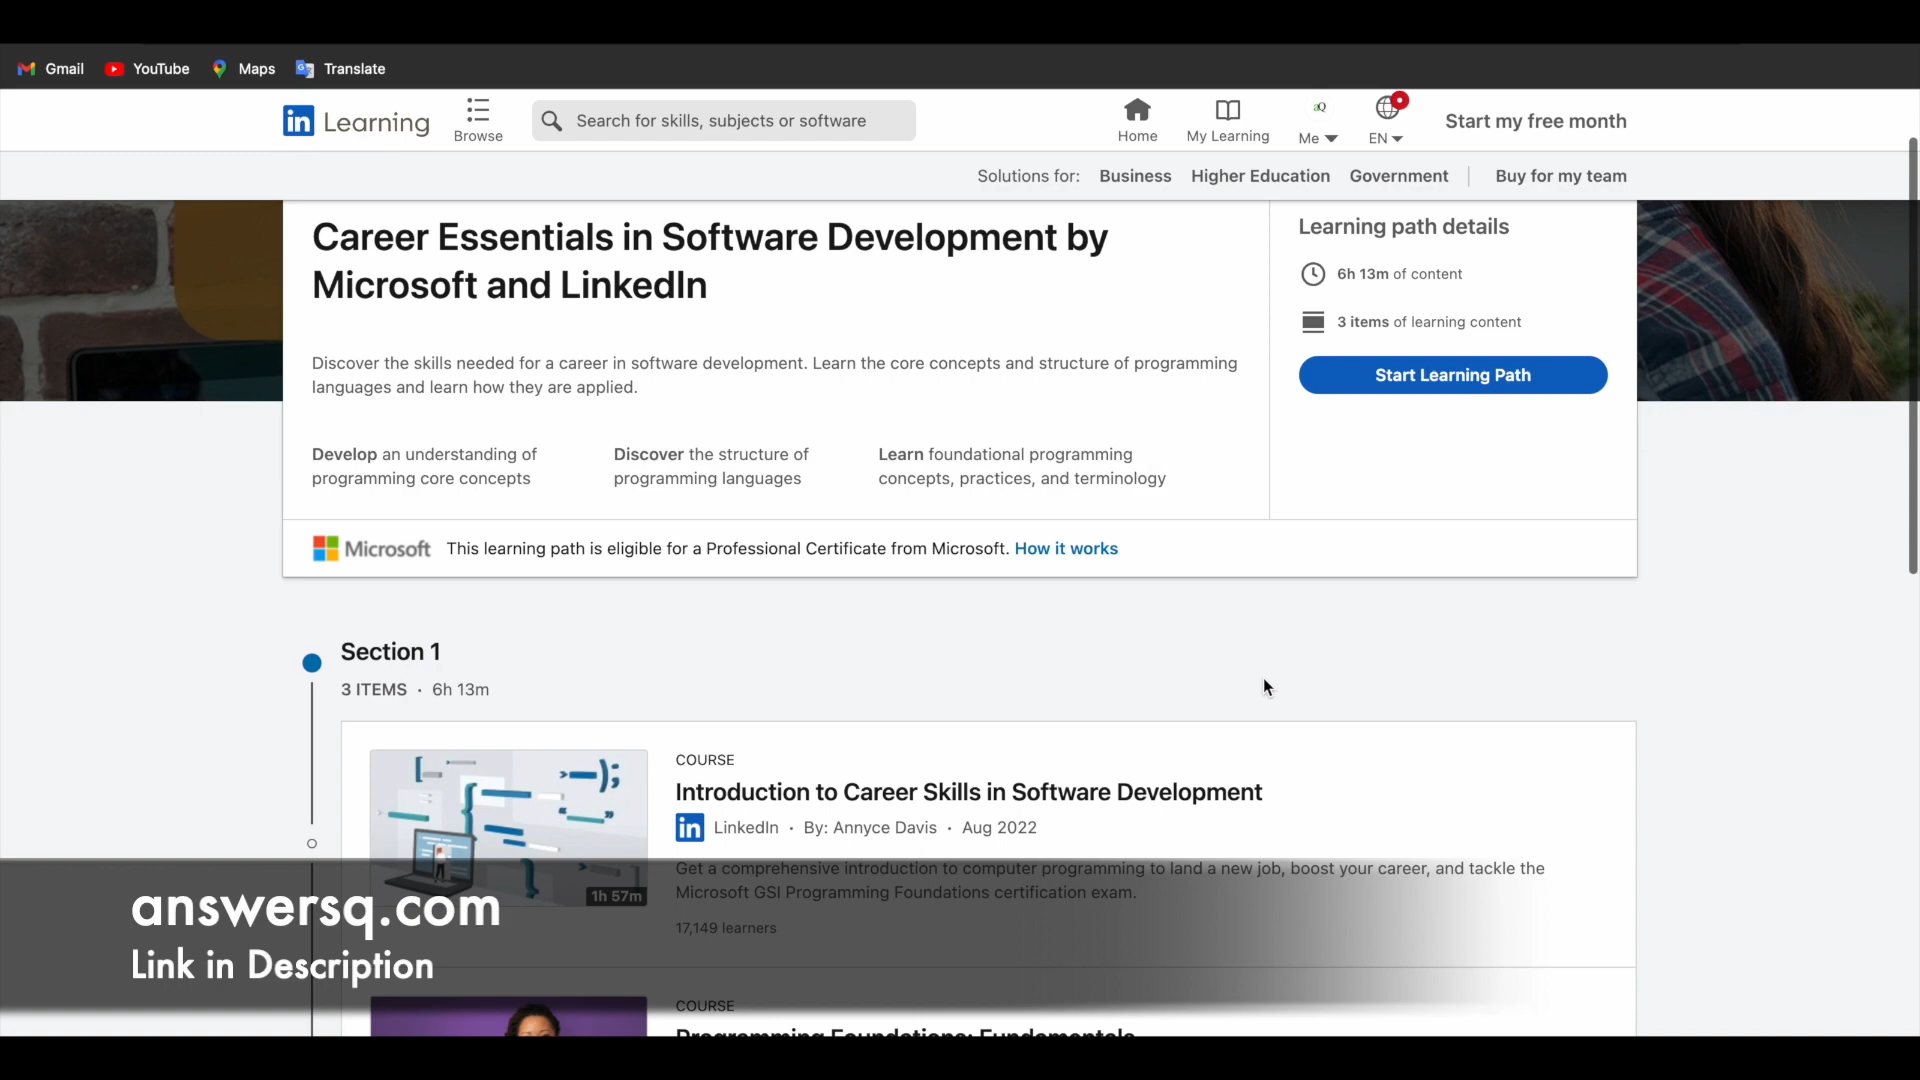 Gmail YouTube Maps Translate
in Learning Browse Search for skills, subjects or software Home My Learning aQ Me EN Start my free month
Solutions for: Business Higher Education Government Buy for my team
Career Essentials in Software Development by
Microsoft and LinkedIn
Discover the skills needed for a career in software development. Learn the core concepts and structure of programming
languages and learn how they are applied.
Develop an understanding of
programming core concepts
Discover the structure of
programming languages
Learn foundational programming
concepts, practices, and terminology
Learning path details
6h 13m of content
3 items of learning content
Start Learning Path
Microsoft This learning path is eligible for a Professional Certificate from Microsoft. How it works
Section 1
3 ITEMS · 6h 13m
1h 57m
COURSE
Introduction to Career Skills in Software Development
in LinkedIn · By: Annyce Davis · Aug 2022
Get a comprehensive introduction to computer programming to land a new job, boost your career, and tackle the
Microsoft GSI Programming Foundations certification exam.
17,149 learners
COURSE
Programming Foundations: Fundamentals
answersq.com
Link in Description